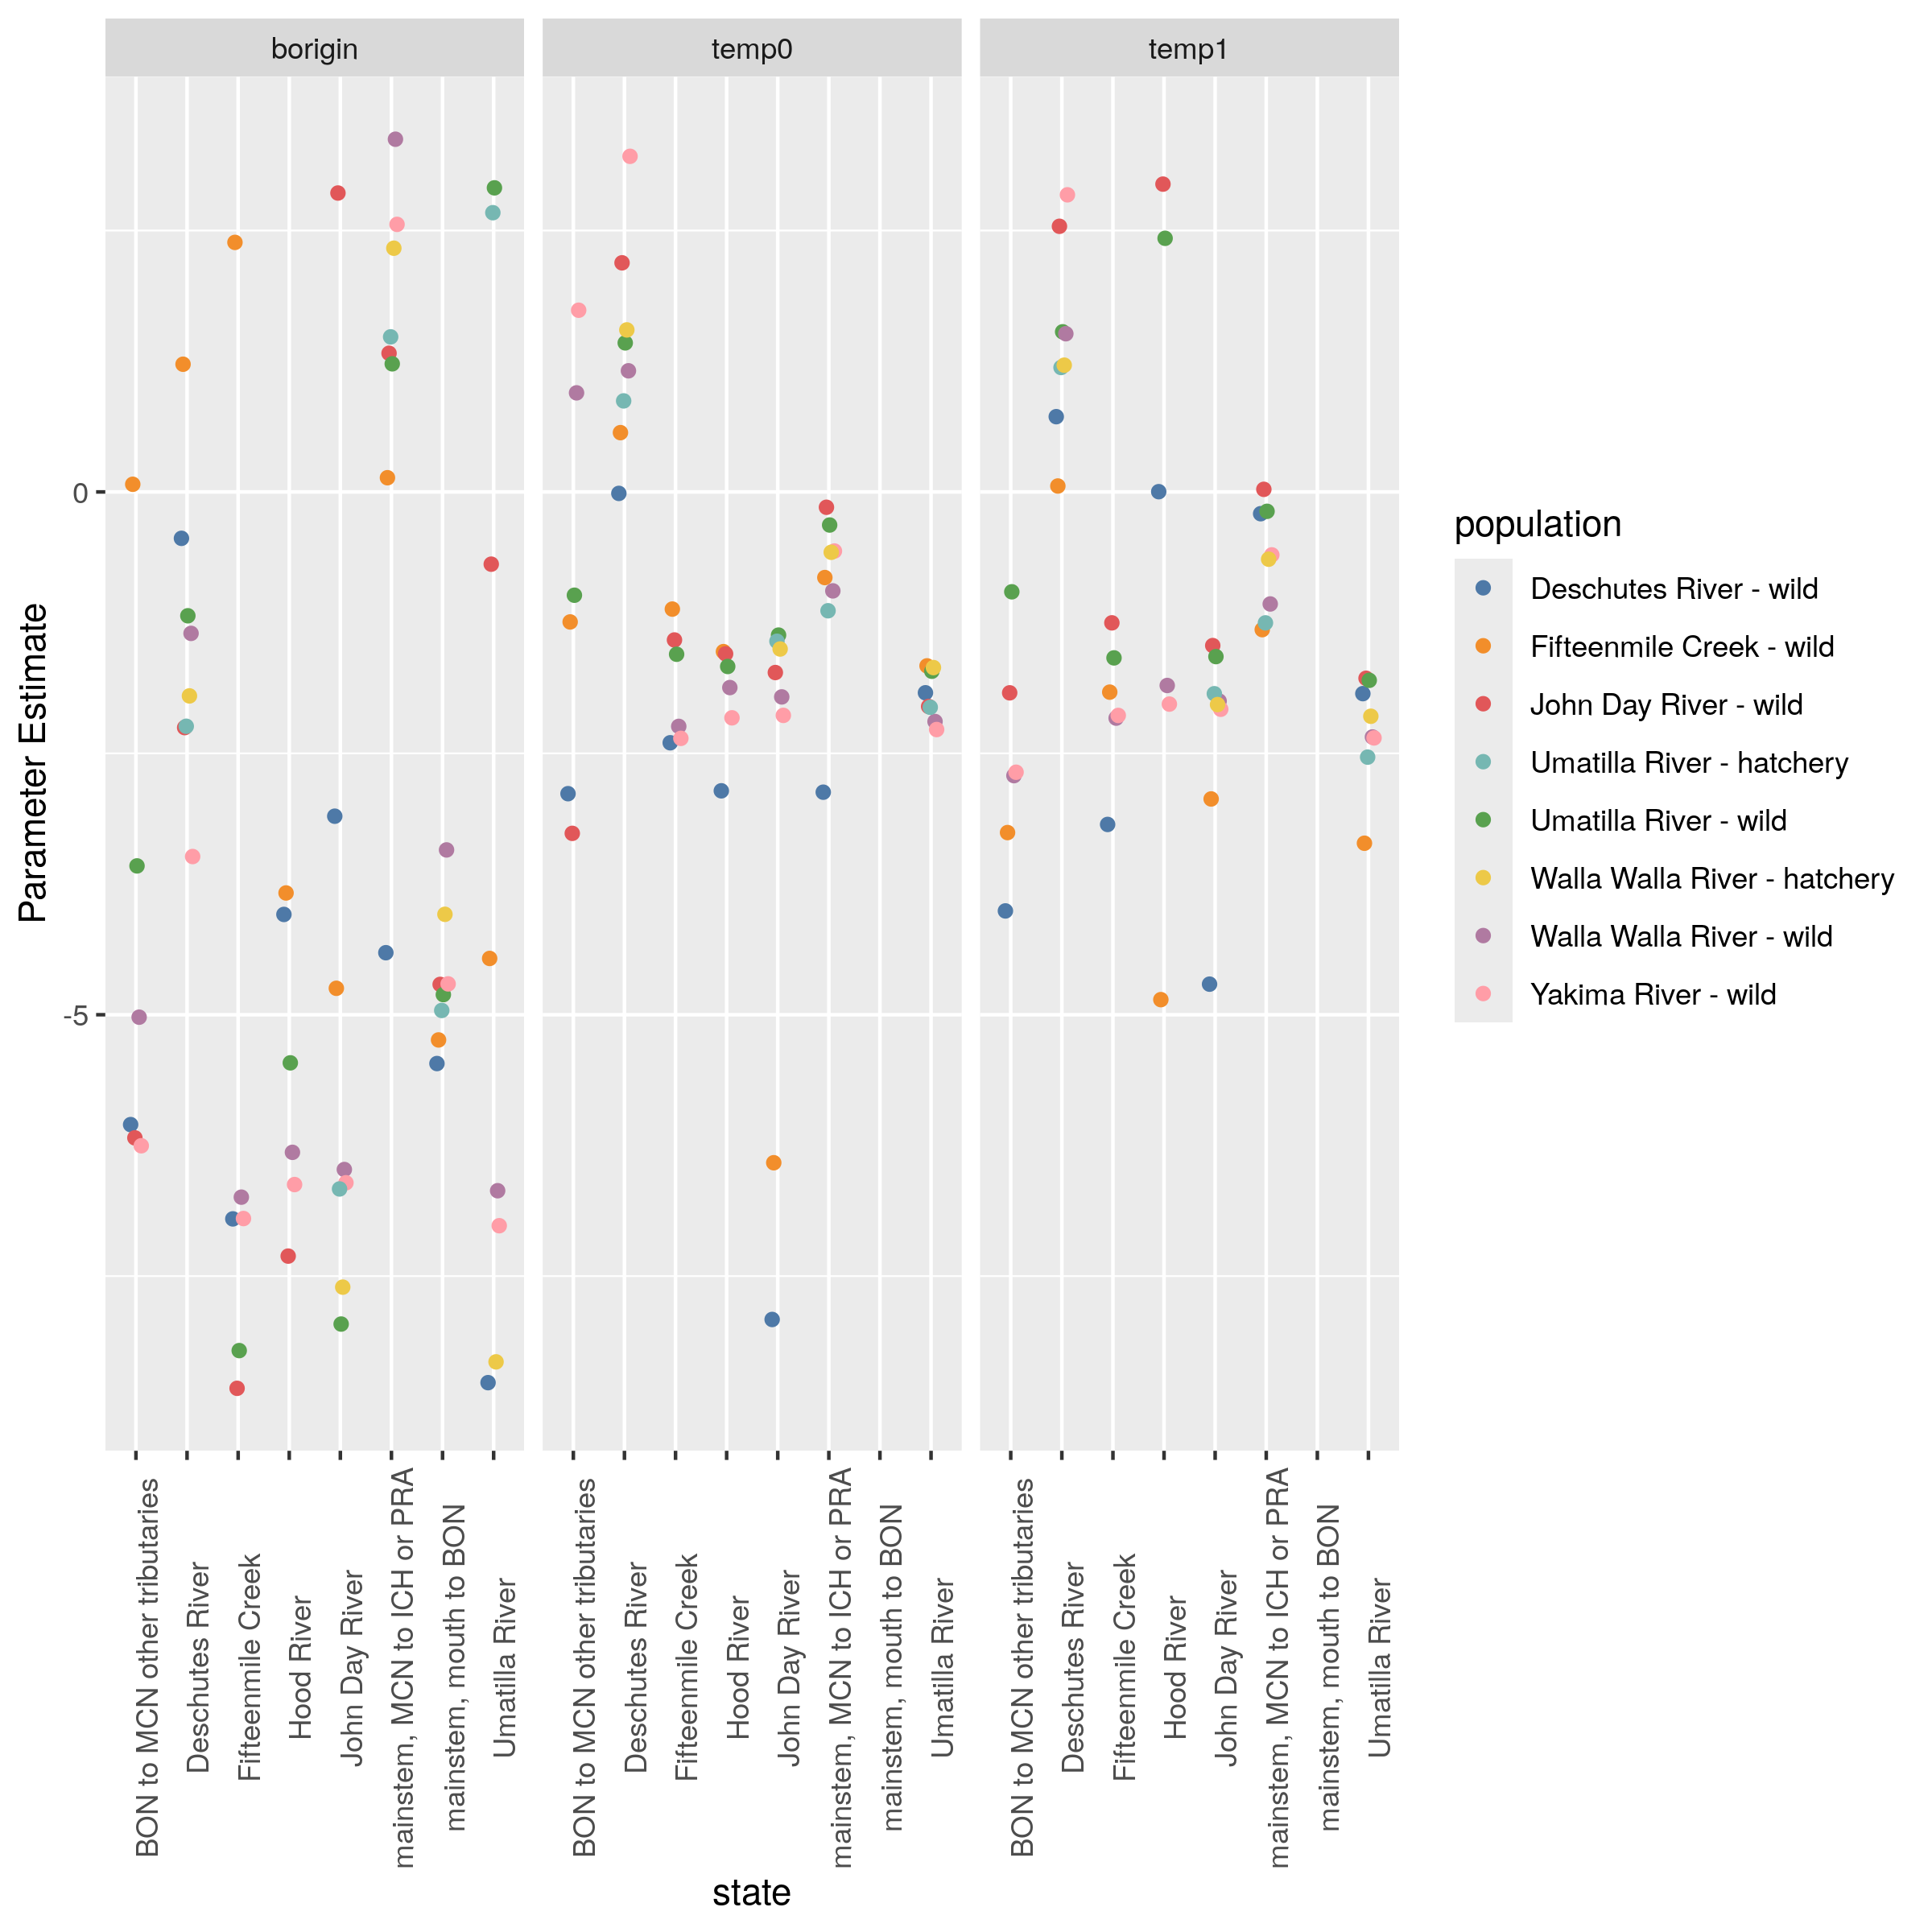 borigin
temp0
temp1
Parameter Estimate
0
-5
BON to MCN other tributaries
Deschutes River
Fifteenmile Creek
Hood River
John Day River
mainstem, MCN to ICH or PRA
mainstem, mouth to BON
Umatilla River
BON to MCN other tributaries
Deschutes River
Fifteenmile Creek
Hood River
John Day River
mainstem, MCN to ICH or PRA
mainstem, mouth to BON
Umatilla River
BON to MCN other tributaries
Deschutes River
Fifteenmile Creek
Hood River
John Day River
mainstem, MCN to ICH or PRA
mainstem, mouth to BON
Umatilla River
state
population
Deschutes River - wild
Fifteenmile Creek - wild
John Day River - wild
Umatilla River - hatchery
Umatilla River - wild
Walla Walla River - hatchery
Walla Walla River - wild
Yakima River - wild